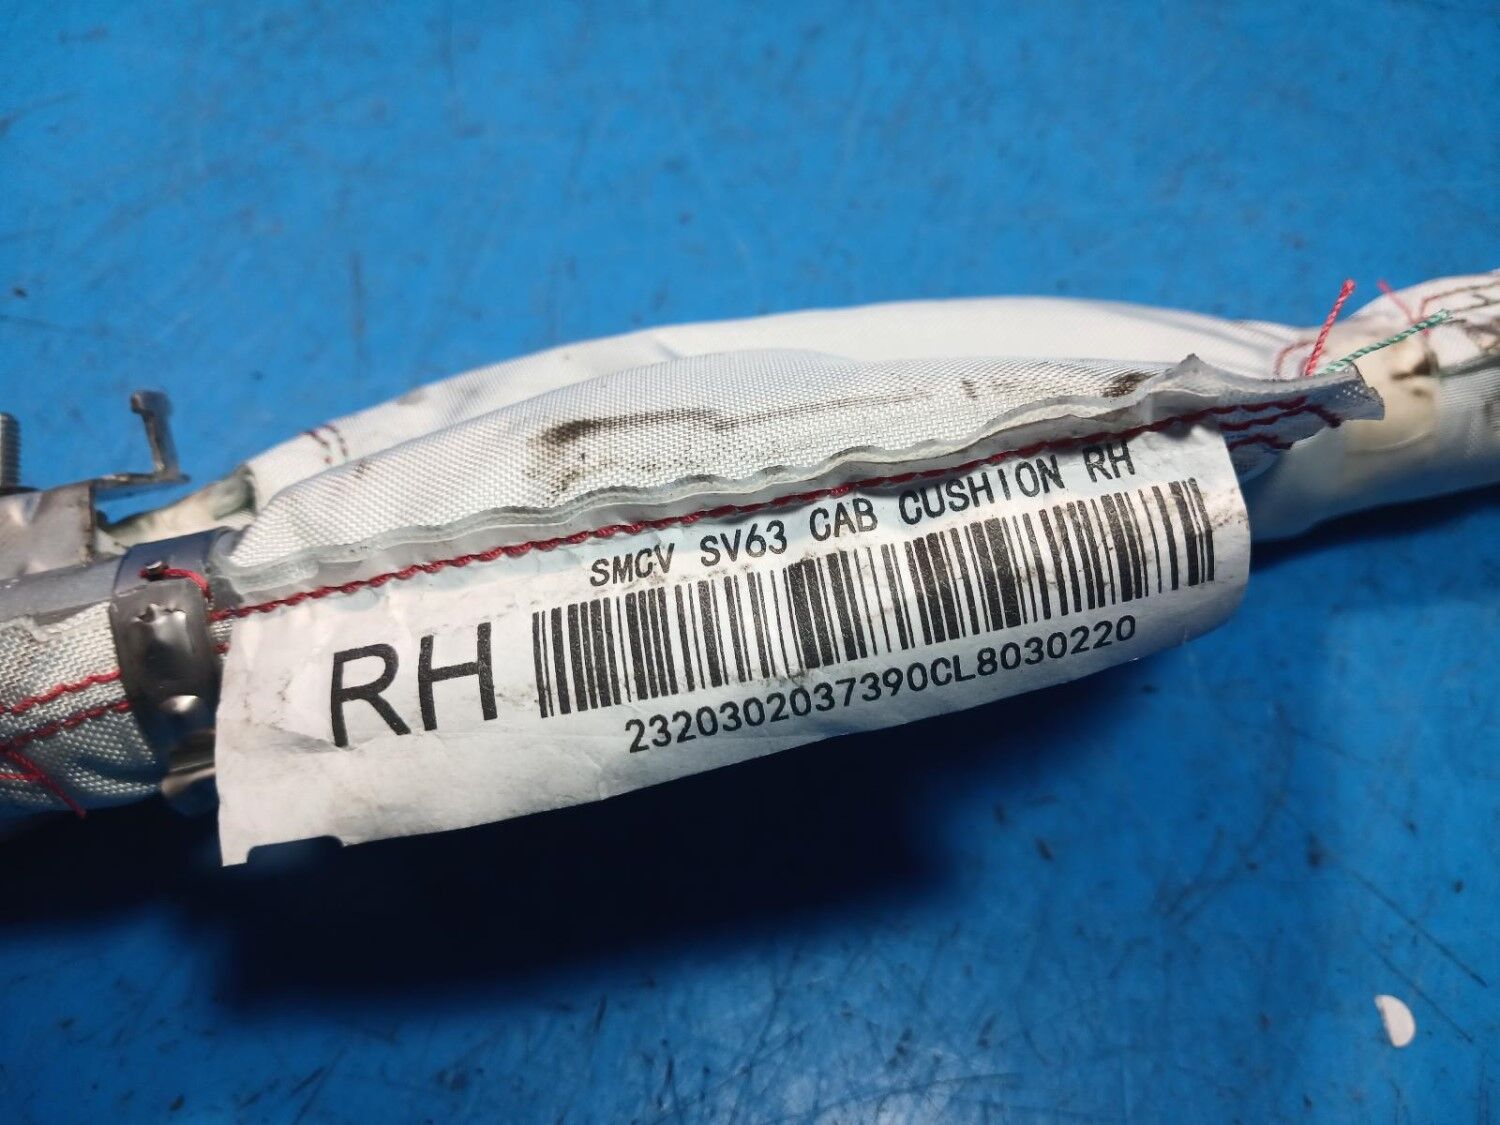 SMCV SV63 CAB CUSHION RH
RH
2320302037390CL8030220